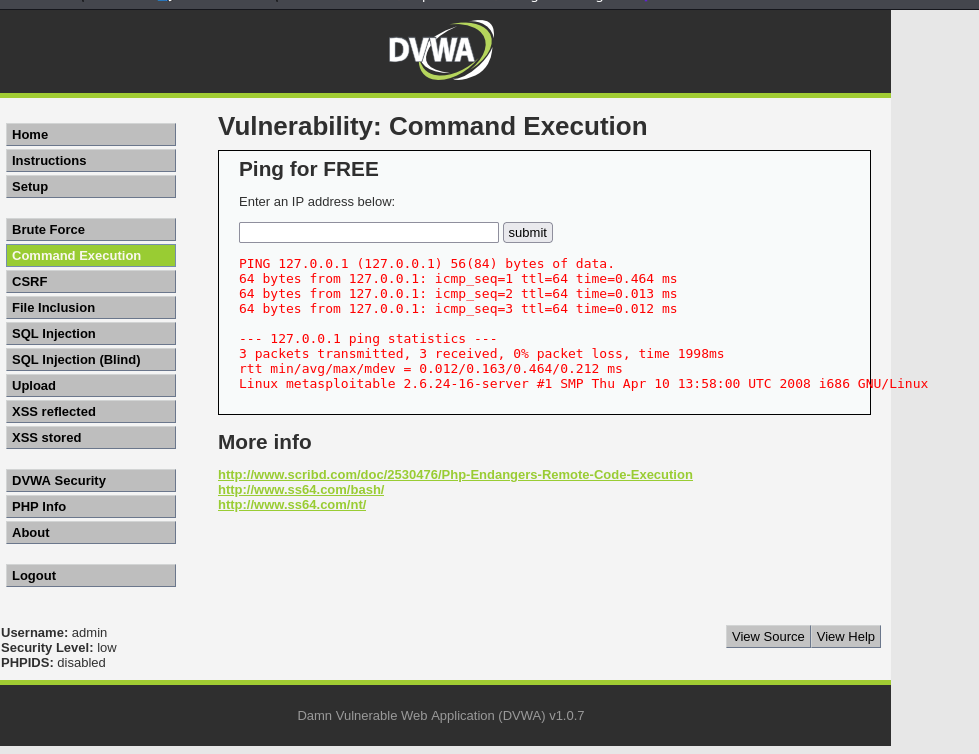 DVWA
Vulnerability: Command Execution
Home
Instructions
Setup
Brute Force
Command Execution
CSRF
File Inclusion
SQL Injection
SQL Injection (Blind)
Upload
XSS reflected
XSS stored
DVWA Security
PHP Info
About
Logout
Ping for FREE
Enter an IP address below:
submit
PING 127.0.0.1 (127.0.0.1) 56(84) bytes of data.
64 bytes from 127.0.0.1: icmp_seq=1 ttl=64 time=0.464 ms
64 bytes from 127.0.0.1: icmp_seq=2 ttl=64 time=0.013 ms
64 bytes from 127.0.0.1: icmp_seq=3 ttl=64 time=0.012 ms
--- 127.0.0.1 ping statistics ---
3 packets transmitted, 3 received, 0% packet loss, time 1998ms
rtt min/avg/max/mdev = 0.012/0.163/0.464/0.212 ms
Linux metasploitable 2.6.24-16-server #1 SMP Thu Apr 10 13:58:00 UTC 2008 i686 GNU/Linux
More info
http://www.scribd.com/doc/2530476/Php-Endangers-Remote-Code-Execution
http://www.ss64.com/bash/
http://www.ss64.com/nt/
Username: admin
Security Level: low
PHPIDS: disabled
View Source View Help
Damn Vulnerable Web Application (DVWA) v1.0.7